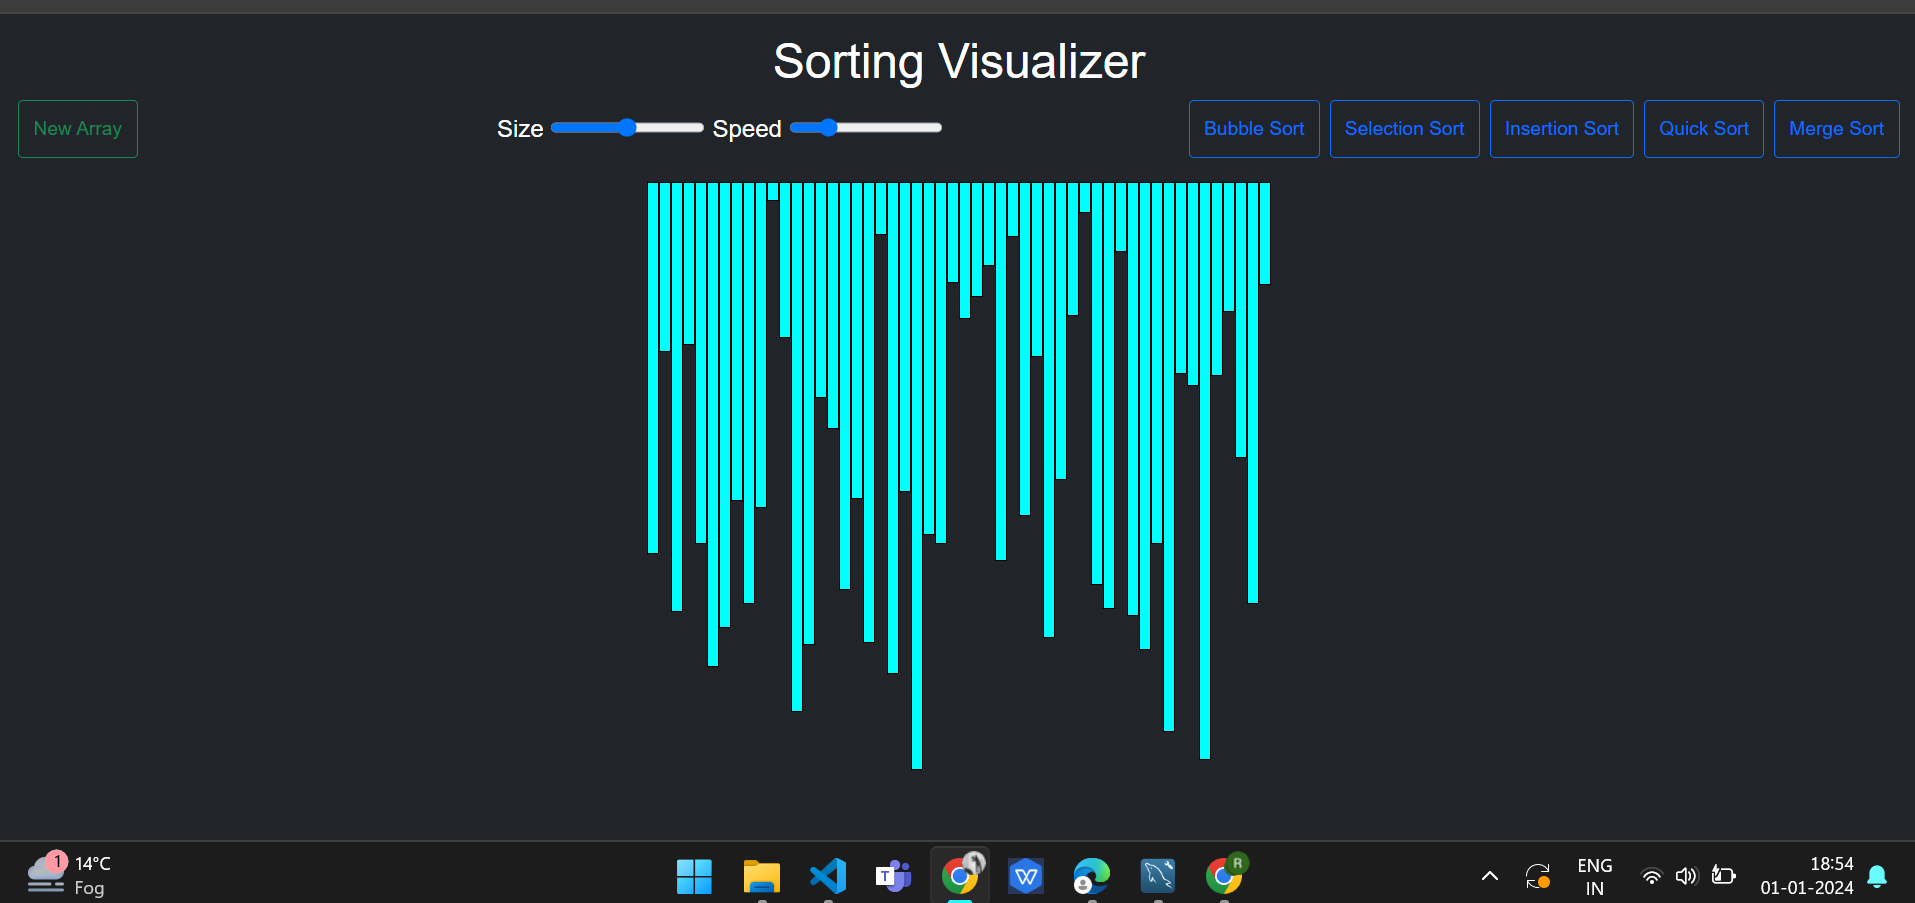 Sorting Visualizer
New Array
Size
Speed
Bubble Sort
Selection Sort
Insertion Sort
Quick Sort
Merge Sort
1
14°C
Fog
T
W
R
ENG
IN
18:54
01-01-2024